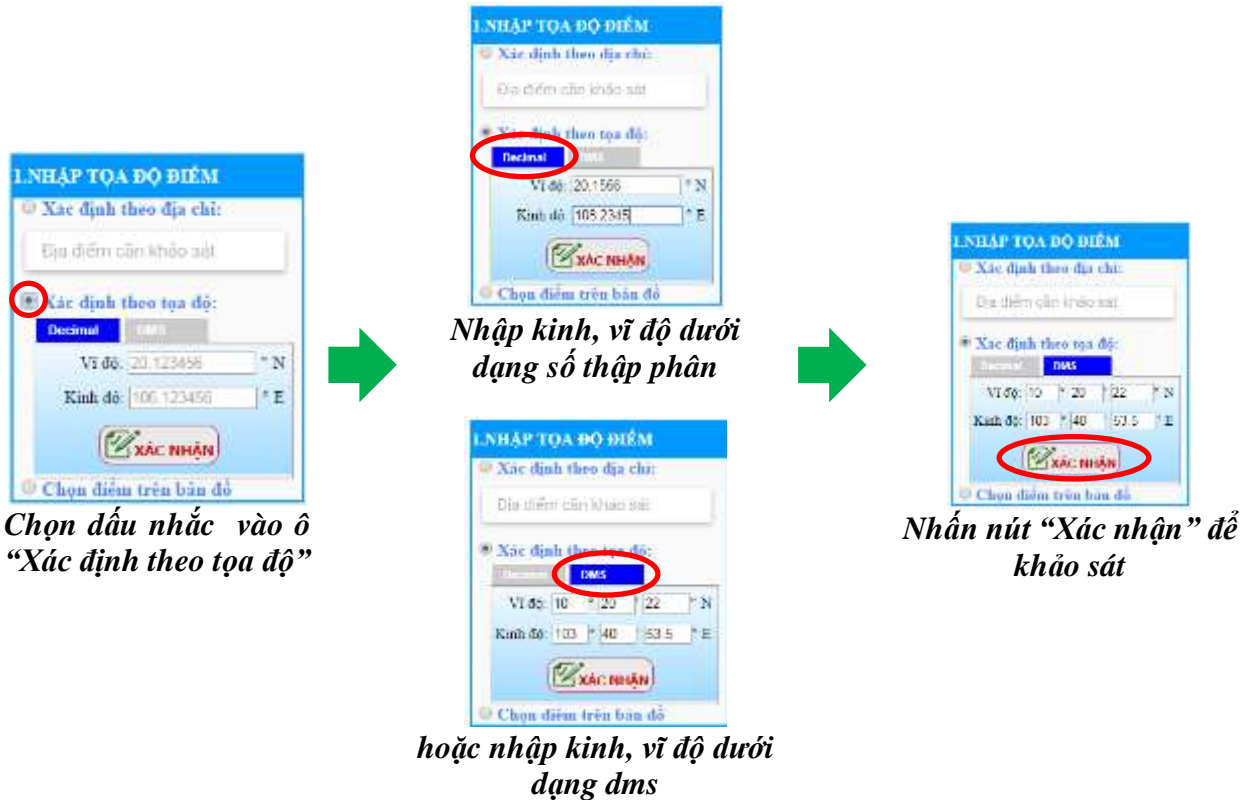 1.NHẬP TỌA ĐỘ ĐIỂM
Xác định theo địa chỉ:
Địa điểm cần khảo sát
Xác định theo tọa độ:
Decimal DMS
Vĩ độ: 20.123456 ° N
Kinh độ: 106.123456 ° E
XÁC NHẬN
Chọn điểm trên bản đồ
Chọn dấu nhắc vào ô
“Xác định theo tọa độ”
1.NHẬP TỌA ĐỘ ĐIỂM
Xác định theo địa chỉ:
Địa điểm cần khảo sát
Xác định theo tọa độ:
Decimal DMS
Vĩ độ: 20.1566 ° N
Kinh độ: 106.2345 ° E
XÁC NHẬN
Chọn điểm trên bản đồ
Nhập kinh, vĩ độ dưới
dạng số thập phân
1.NHẬP TỌA ĐỘ ĐIỂM
Xác định theo địa chỉ:
Địa điểm cần khảo sát
Xác định theo tọa độ:
Decimal DMS
Vĩ độ: 10 ° 20 ' 22 " N
Kinh độ: 103 ° 40 ' 53.5 " E
XÁC NHẬN
Chọn điểm trên bản đồ
hoặc nhập kinh, vĩ độ dưới
dạng dms
1.NHẬP TỌA ĐỘ ĐIỂM
Xác định theo địa chỉ:
Địa điểm cần khảo sát
Xác định theo tọa độ:
Decimal DMS
Vĩ độ: 10 ° 20 ' 22 " N
Kinh độ: 103 ° 40 ' 53.5 " E
XÁC NHẬN
Chọn điểm trên bản đồ
Nhấn nút “Xác nhận” để
khảo sát